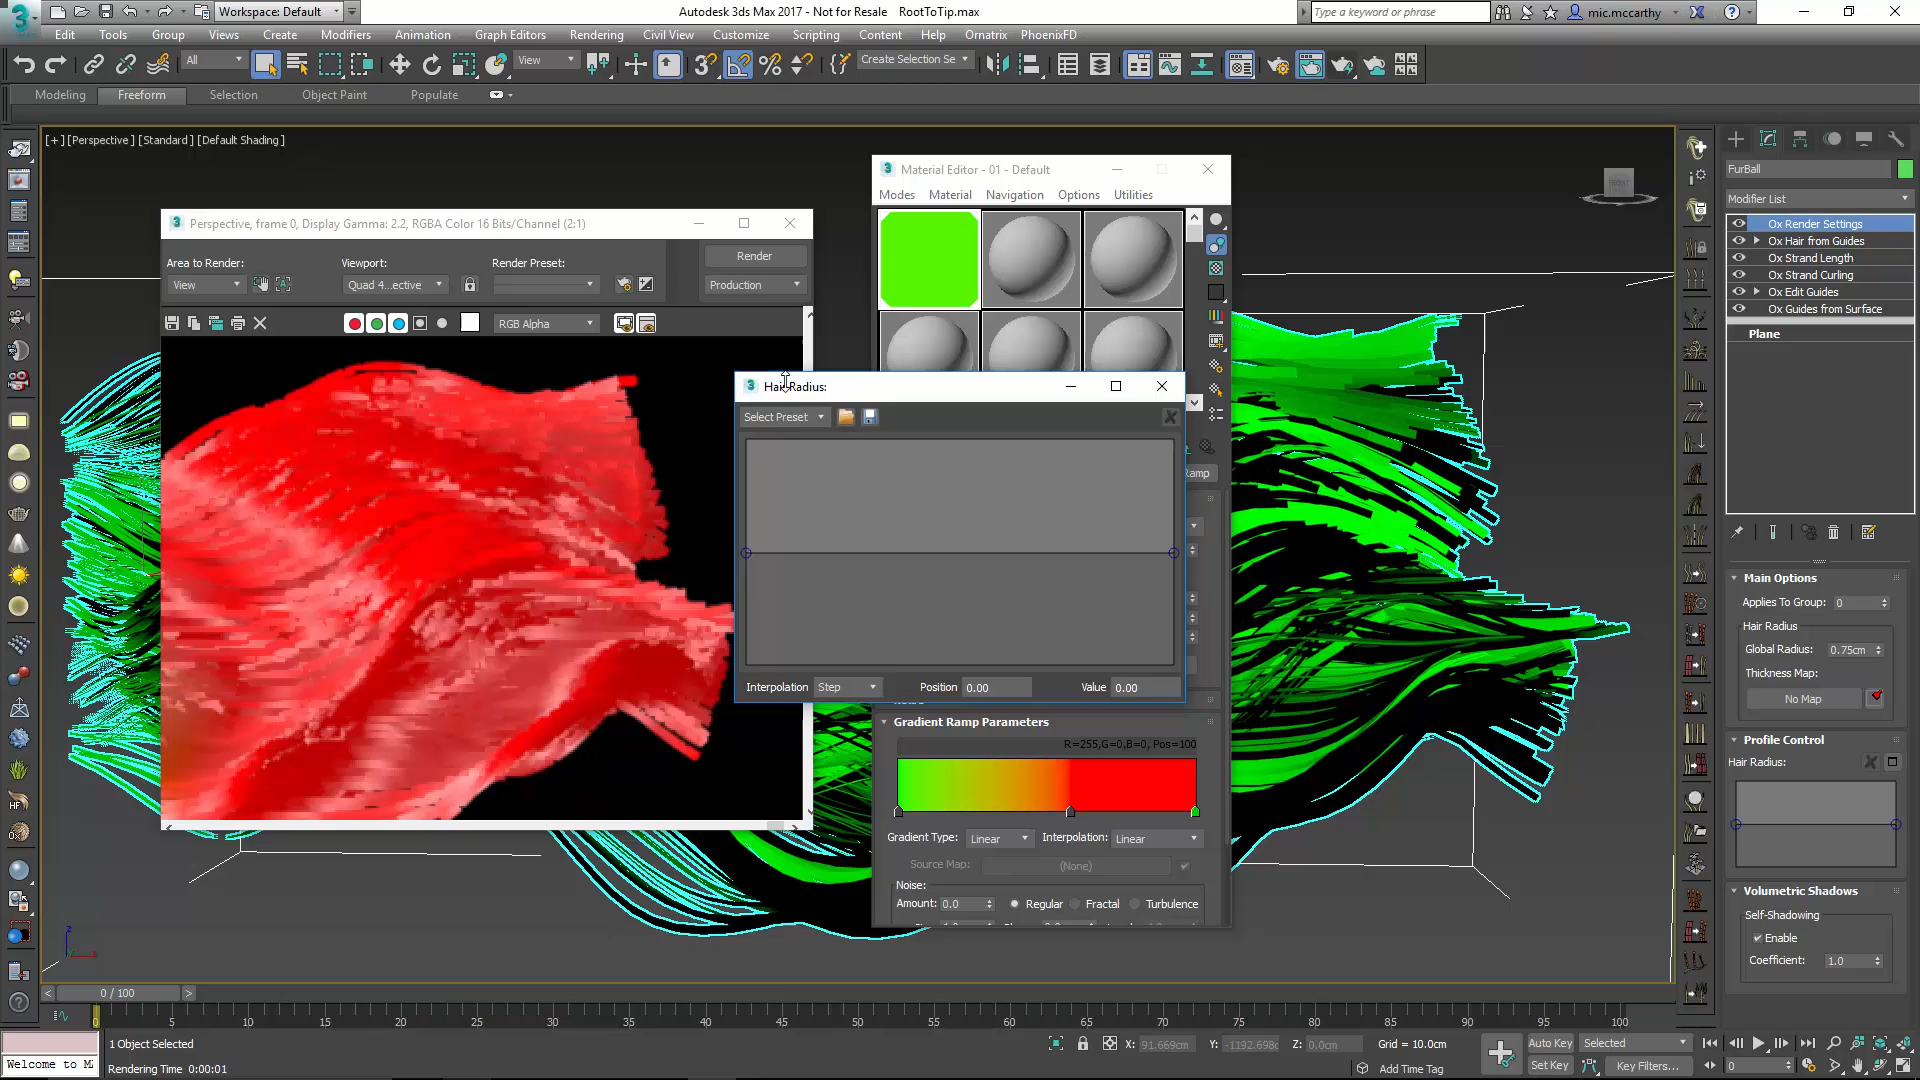 Workspace: Default
Autodesk 3ds Max 2017 - Not for Resale    RootToTip.max
Type a keyword or phrase
mic.mccarthy
Edit Tools Group Views Create Modifiers Animation Graph Editors Rendering Civil View Customize Scripting Content Help Ornatrix PhoenixFD
All
View
Create Selection Se
Modeling Freeform Selection Object Paint Populate
[+] [Perspective] [Standard] [Default Shading]
Perspective, frame 0, Display Gamma: 2.2, RGBA Color 16 Bits/Channel (2:1)
Area to Render:
View
Viewport:
Quad 4...ective
Render Preset:
Render
Production
RGB Alpha
Material Editor - 01 - Default
Modes Material Navigation Options Utilities
Ramp
Hair Radius:
Select Preset
Interpolation Step
Position 0.00
Value 0.00
Gradient Ramp Parameters
R=255,G=0,B=0, Pos=100
Gradient Type: Linear
Interpolation: Linear
Source Map: (None)
Noise:
Amount: 0.0
Regular Fractal Turbulence
FurBall
Modifier List
Ox Render Settings
Ox Hair from Guides
Ox Strand Length
Ox Strand Curling
Ox Edit Guides
Ox Guides from Surface
Plane
Main Options
Applies To Group: 0
Hair Radius
Global Radius: 0.75cm
Thickness Map:
No Map
Profile Control
Hair Radius:
Volumetric Shadows
Self-Shadowing
Enable
Coefficient: 1.0
HF
z
0 / 100
5 10 15 20 25 30 35 40 45 50 55 60 65 70 75 80 85 90 95 100
1 Object Selected
Welcome to M
Rendering Time 0:00:01
X: 91.669cm
Y: -1192.698c
Z: 0.0cm
Grid = 10.0cm
Add Time Tag
Auto Key
Selected
Set Key
Key Filters...
0